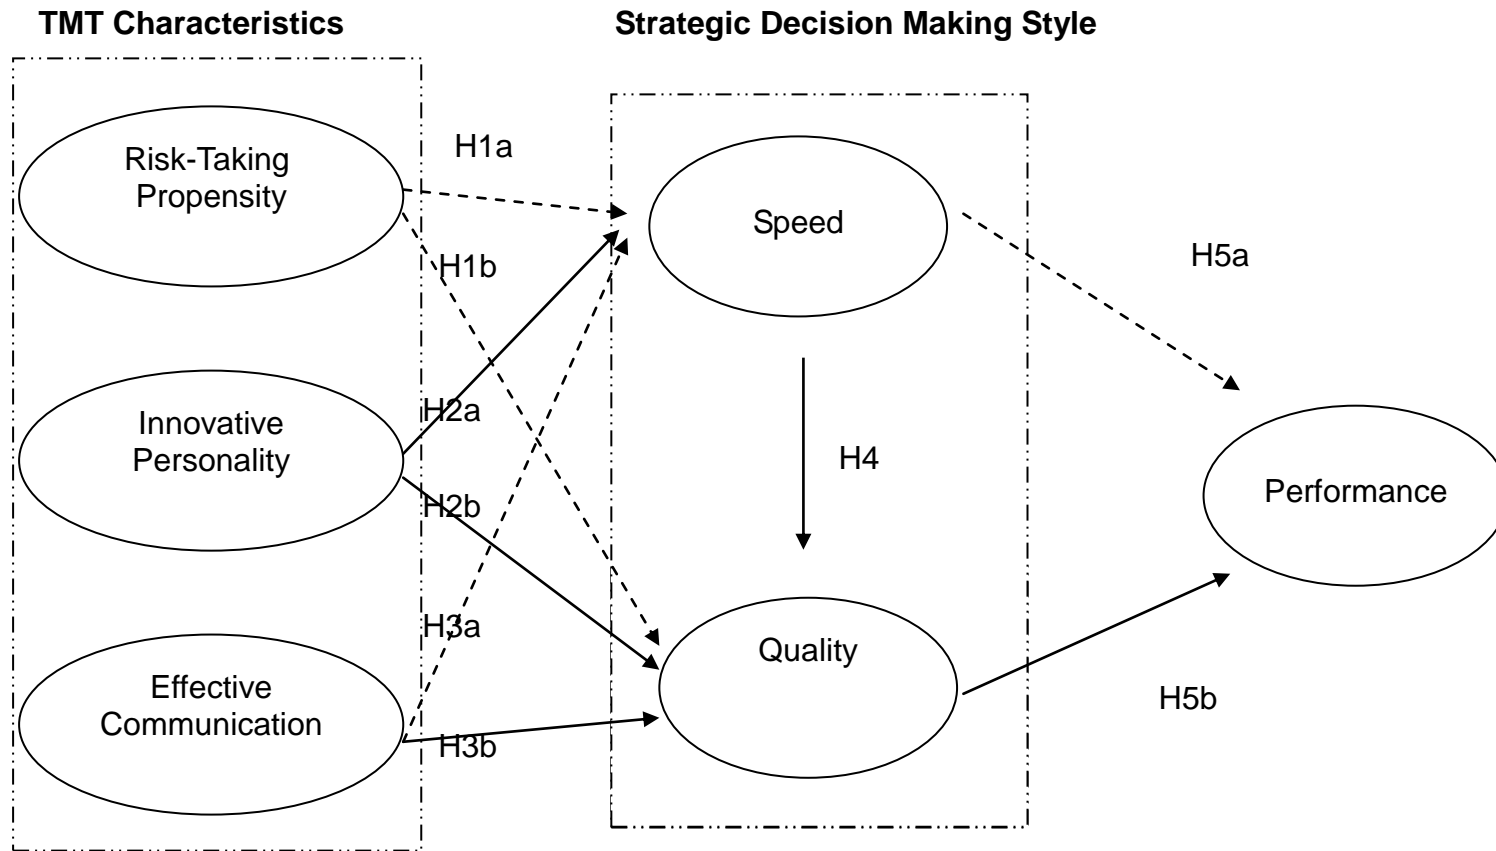 TMT Characteristics
Strategic Decision Making Style
Risk-Taking
Propensity
H1a
Speed
H1b
H5a
Innovative
Personality
H2a
H4
H2b
Performance
H3a
Quality
Effective
Communication
H3b
H5b